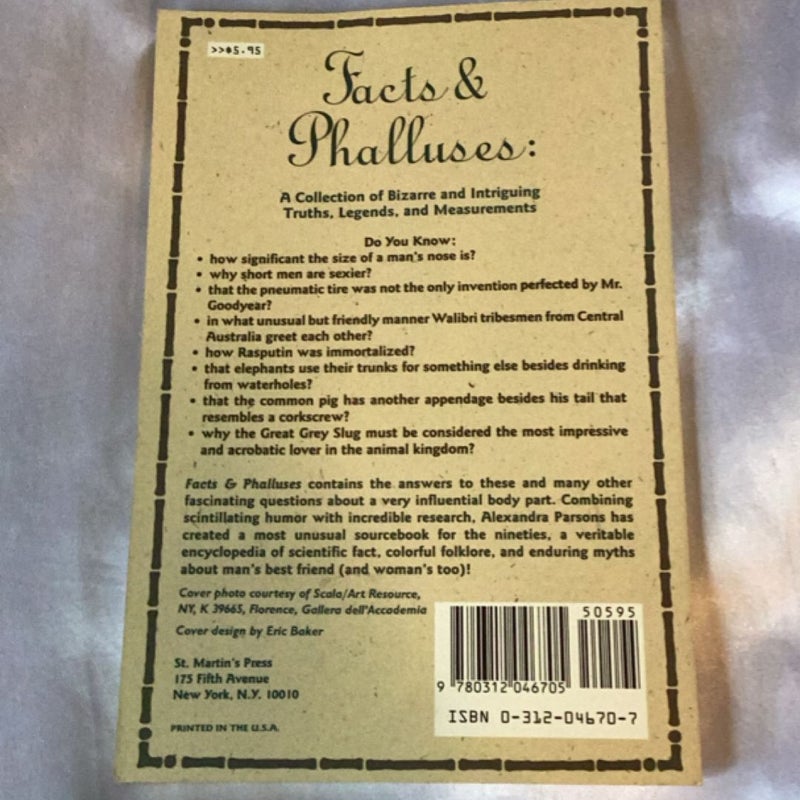 >>$5.95
Facts &
Phalluses:
A Collection of Bizarre and Intriguing
Truths, Legends, and Measurements
Do You Know:
• how significant the size of a man's nose is?
• why short men are sexier?
• that the pneumatic tire was not the only invention perfected by Mr.
Goodyear?
• in what unusual but friendly manner Walibri tribesmen from Central
Australia greet each other?
• how Rasputin was immortalized?
• that elephants use their trunks for something else besides drinking
from waterholes?
• that the common pig has another appendage besides his tail that
resembles a corkscrew?
• why the Great Grey Slug must be considered the most impressive
and acrobatic lover in the animal kingdom?
Facts & Phalluses contains the answers to these and many other
fascinating questions about a very influential body part. Combining
scintillating humor with incredible research, Alexandra Parsons has
created a most unusual sourcebook for the nineties, a veritable
encyclopedia of scientific fact, colorful folklore, and enduring myths
about man's best friend (and woman's too)!
Cover photo courtesy of Scala/Art Resource,
NY, K 39665, Florence, Gallera dell'Accademia
Cover design by Eric Baker
St. Martin's Press
175 Fifth Avenue
New York, N.Y. 10010
PRINTED IN THE U.S.A.
50595
9 780312 046705
ISBN 0-312-04670-7